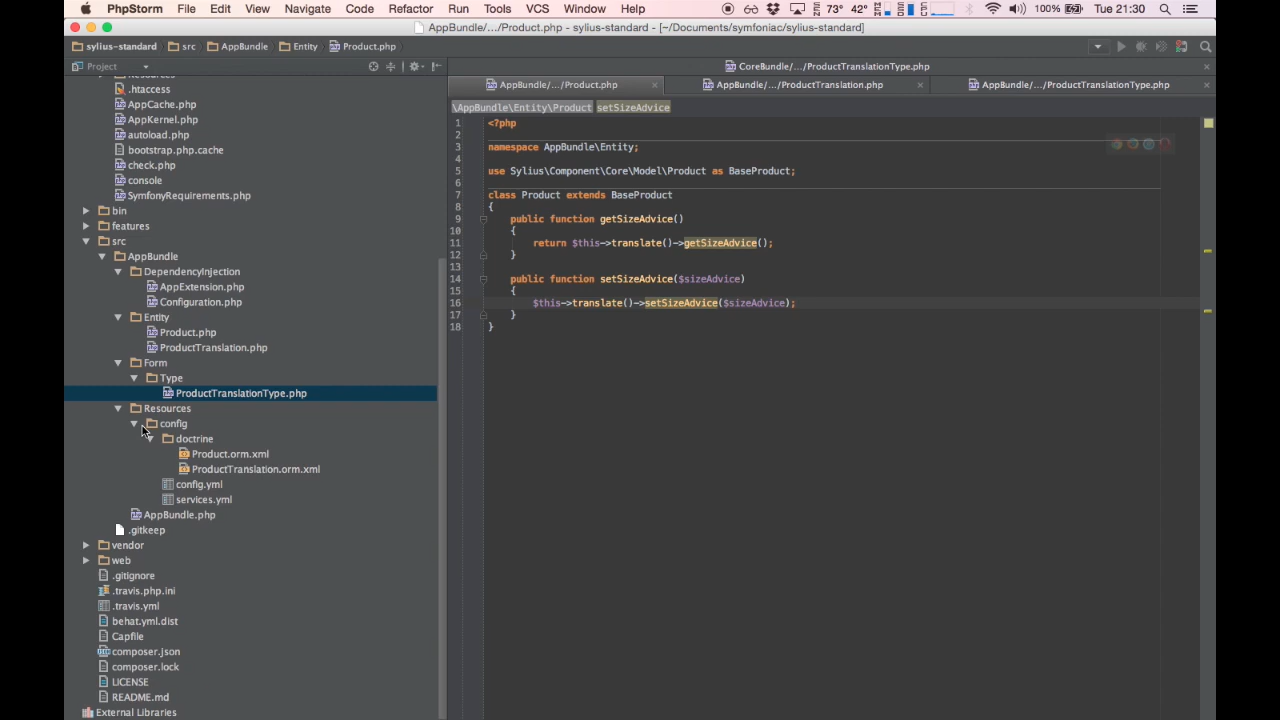 PhpStorm File Edit View Navigate Code Refactor Run Tools VCS Window Help 73° 42° 100% Tue 21:30
AppBundle/.../Product.php - sylius-standard - [~/Documents/symfoniac/sylius-standard]
sylius-standard src AppBundle Entity Product.php
Project
CoreBundle/.../ProductTranslationType.php
AppBundle/.../Product.php AppBundle/.../ProductTranslation.php AppBundle/.../ProductTranslationType.php
\AppBundle\Entity\Product setSizeAdvice
Resources
.htaccess
AppCache.php
AppKernel.php
autoload.php
bootstrap.php.cache
check.php
console
SymfonyRequirements.php
bin
features
src
AppBundle
DependencyInjection
AppExtension.php
Configuration.php
Entity
Product.php
ProductTranslation.php
Form
Type
ProductTranslationType.php
Resources
config
doctrine
Product.orm.xml
ProductTranslation.orm.xml
config.yml
services.yml
AppBundle.php
.gitkeep
vendor
web
.gitignore
.travis.php.ini
.travis.yml
behat.yml.dist
Capfile
composer.json
composer.lock
LICENSE
README.md
External Libraries
1 <?php
2
3 namespace AppBundle\Entity;
4
5 use Sylius\Component\Core\Model\Product as BaseProduct;
6
7 class Product extends BaseProduct
8 {
9 public function getSizeAdvice()
10 {
11 return $this->translate()->getSizeAdvice();
12 }
13
14 public function setSizeAdvice($sizeAdvice)
15 {
16 $this->translate()->setSizeAdvice($sizeAdvice);
17 }
18 }